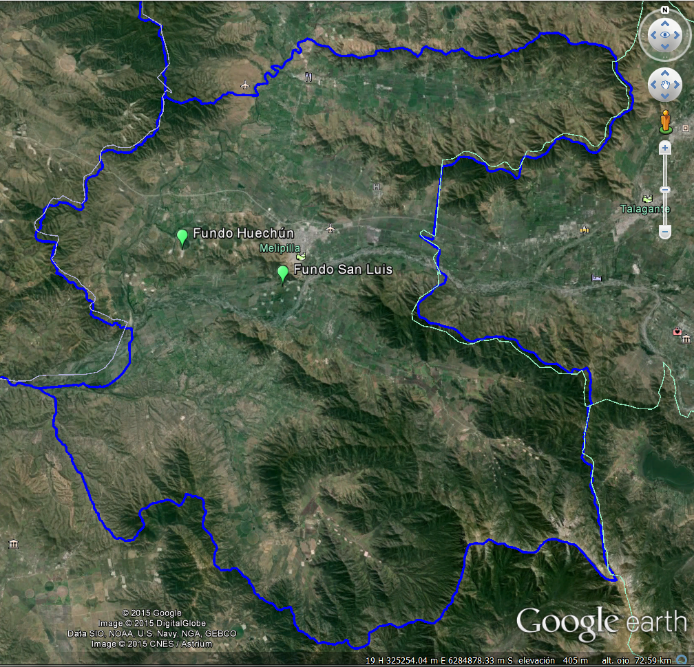 N
Talagante
Fundo Huechún
Melipilla
Fundo San Luis
© 2015 Google
Image © 2015 DigitalGlobe
Data SIO, NOAA, U.S. Navy, NGA, GEBCO
Image © 2015 CNES / Astrium
Google earth
19 H 325254.04 m E 6284878.33 m S elevación 405 m alt. ojo 72.59 km